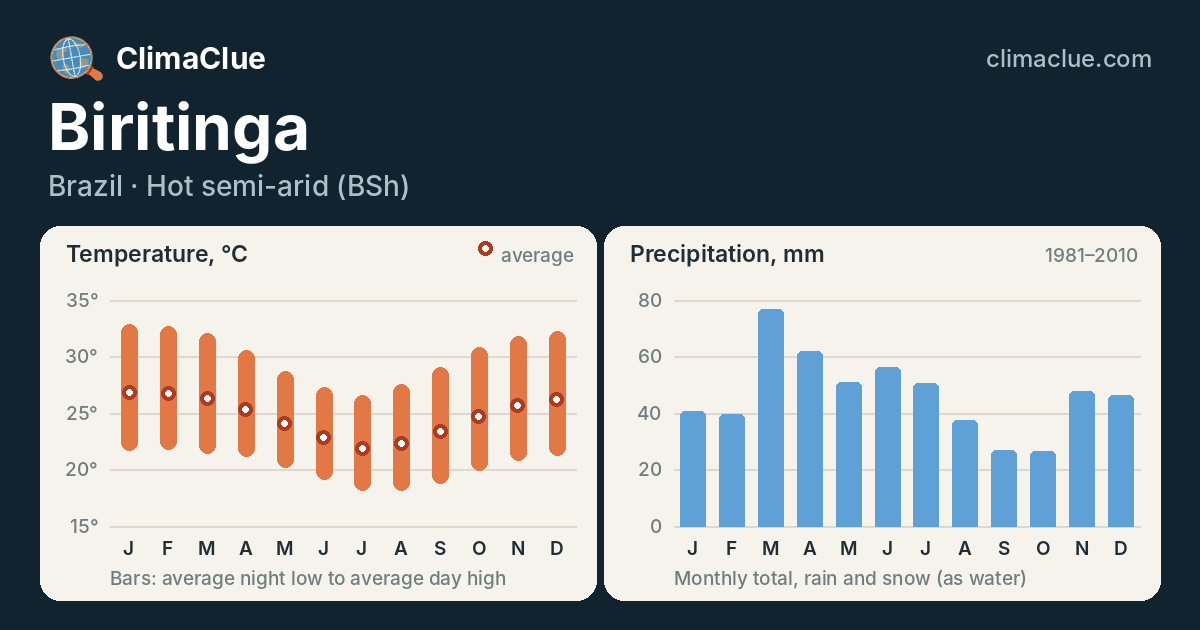 ClimaClue
climaclue.com
Biritinga
Brazil · Hot semi-arid (BSh)
Temperature, °C
average
35°
30°
25°
20°
15°
J F M A M J J A S O N D
Bars: average night low to average day high
Precipitation, mm
1981–2010
80
60
40
20
0
J F M A M J J A S O N D
Monthly total, rain and snow (as water)